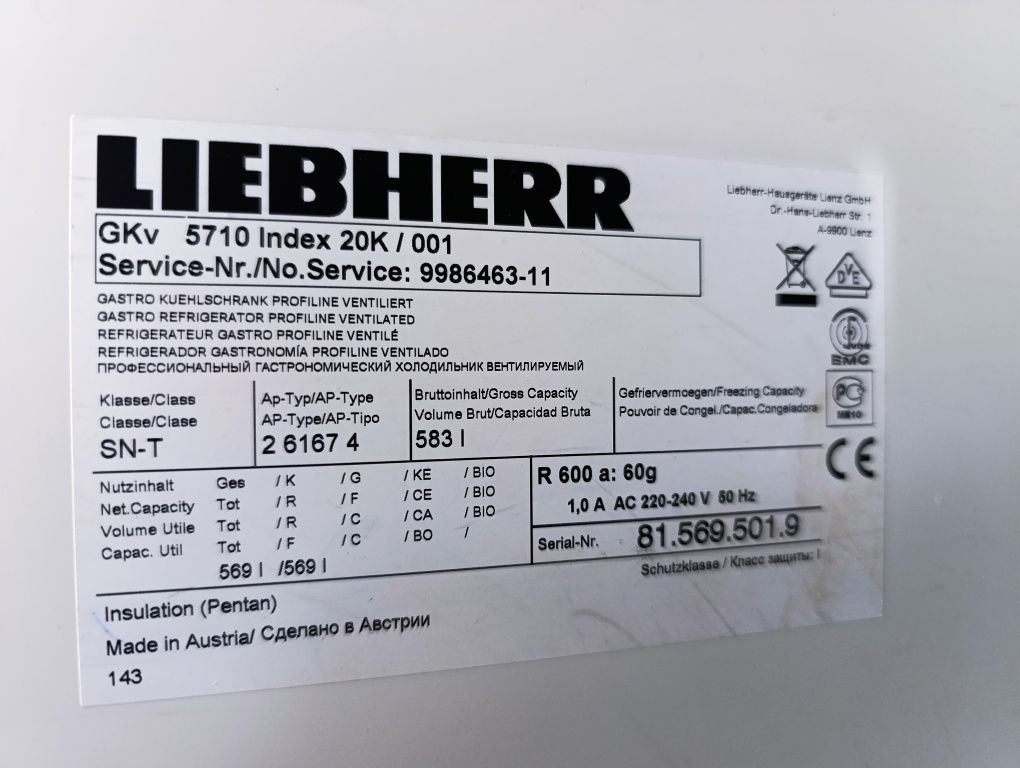 LIEBHERR
Liebherr-Hausgeräte Lienz GmbH
Dr.-Hans-Liebherr Str. 1
A-9900 Lienz
GKv 5710 Index 20K / 001
Service-Nr./No.Service: 9986463-11
GASTRO KUEHLSCHRANK PROFILINE VENTILIERT
GASTRO REFRIGERATOR PROFILINE VENTILATED
REFRIGERATEUR GASTRO PROFILINE VENTILÉ
REFRIGERADOR GASTRONOMÍA PROFILINE VENTILADO
ПРОФЕССИОНАЛЬНЫЙ ГАСТРОНОМИЧЕСКИЙ ХОЛОДИЛЬНИК ВЕНТИЛИРУЕМЫЙ
DVE
EMC
PC
CE
Klasse/Class
Classe/Clase
SN-T
Ap-Typ/AP-Type
AP-Type/AP-Tipo
2 6167 4
Bruttoinhalt/Gross Capacity
Volume Brut/Capacidad Bruta
583 l
Gefriervermoegen/Freezing Capacity
Pouvoir de Congel./Capac.Congeladora
Nutzinhalt Ges / K / G / KE / BIO
Net.Capacity Tot / R / F / CE / BIO
Volume Utile Tot / R / C / CA / BIO
Capac. Util Tot / F / C / BO /
569 l /569 l
R 600 a: 60g
1,0 A AC 220-240 V 50 Hz
Serial-Nr. 81.569.501.9
Schutzklasse / Класс защиты: I
Insulation (Pentan)
Made in Austria/ Сделано в Австрии
143